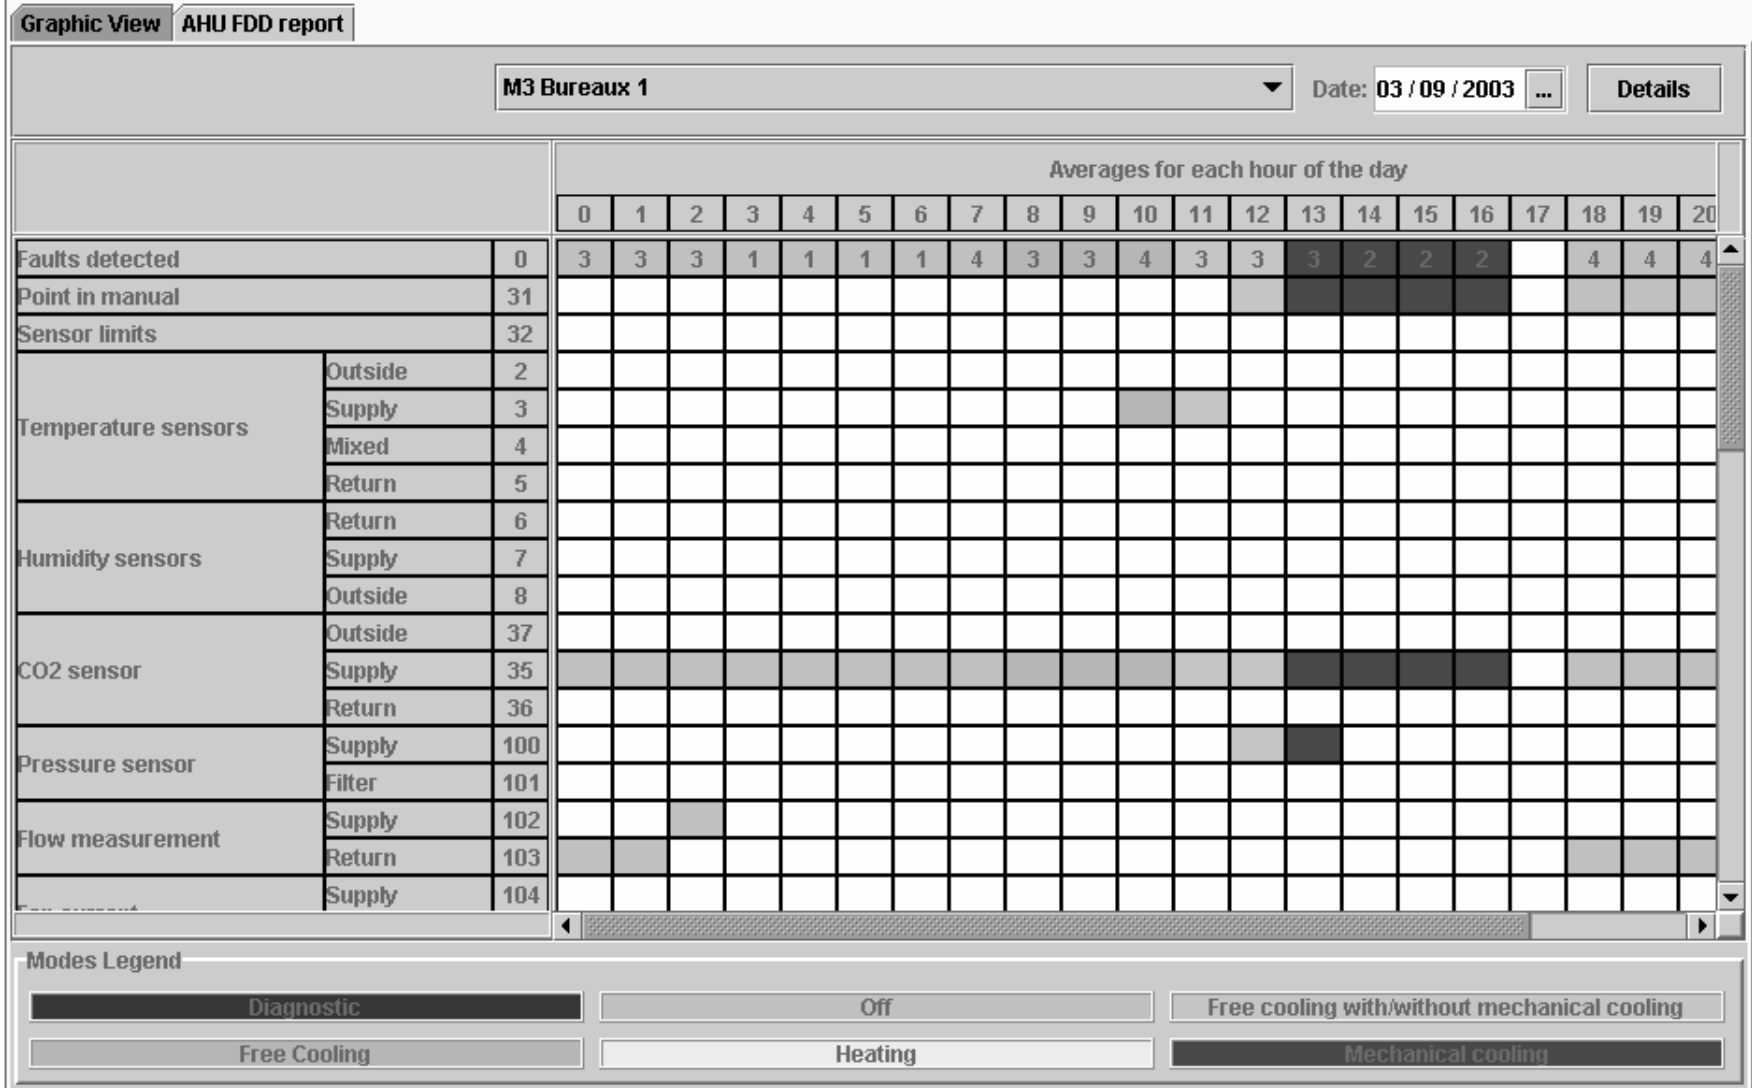 Graphic View AHU FDD report
M3 Bureaux 1 Date: 03 / 09 / 2003 ... Details
Averages for each hour of the day
0 1 2 3 4 5 6 7 8 9 10 11 12 13 14 15 16 17 18 19 20
Faults detected 0 3 3 3 1 1 1 1 4 3 3 4 3 3 3 2 2 2 4 4 4
Point in manual 31
Sensor limits 32
Temperature sensors
Outside 2
Supply 3
Mixed 4
Return 5
Humidity sensors
Return 6
Supply 7
Outside 8
CO2 sensor
Outside 37
Supply 35
Return 36
Pressure sensor
Supply 100
Filter 101
Flow measurement
Supply 102
Return 103
Supply 104
Modes Legend
Diagnostic Off Free cooling with/without mechanical cooling
Free Cooling Heating Mechanical cooling